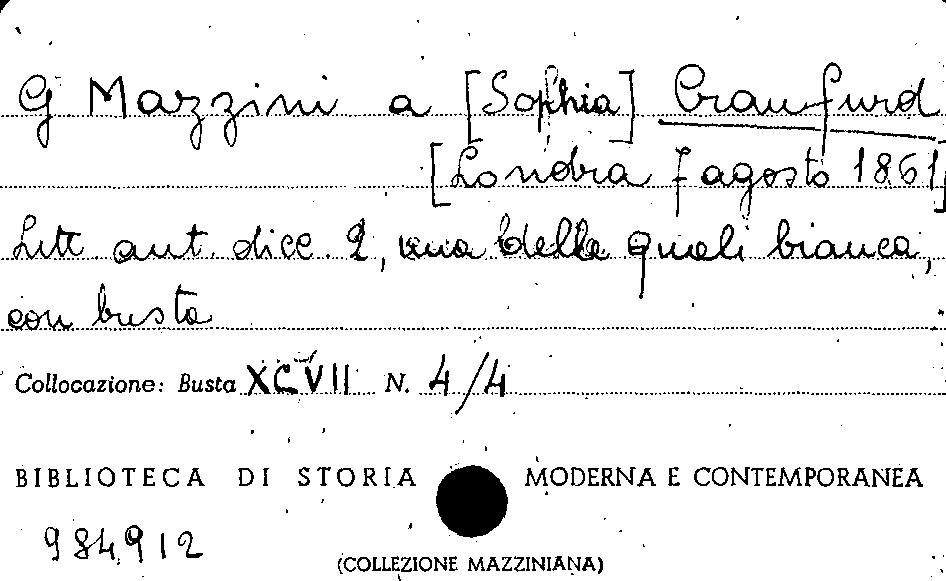 G Mazzini a [Sophia] Craufurd
[Londra 7 agosto 1861]
Lett aut. dicc. 2, una delle quali bianca,
con busta
Collocazione: Busta XCVII N. 4/4
BIBLIOTECA DI STORIA MODERNA E CONTEMPORANEA
984912
(COLLEZIONE MAZZINIANA)